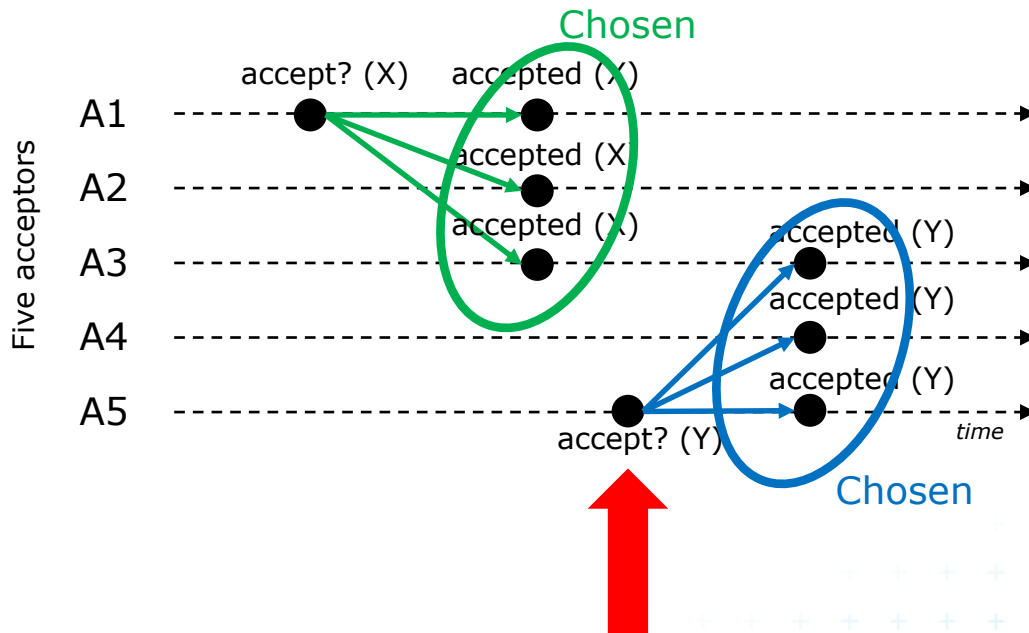 Chosen
accept? (X)
accepted (X)
A1
accepted (X)
A2
accepted (X)
A3
accepted (Y)
Five acceptors
accepted (Y)
A4
accepted (Y)
A5
accept? (Y)
time
Chosen